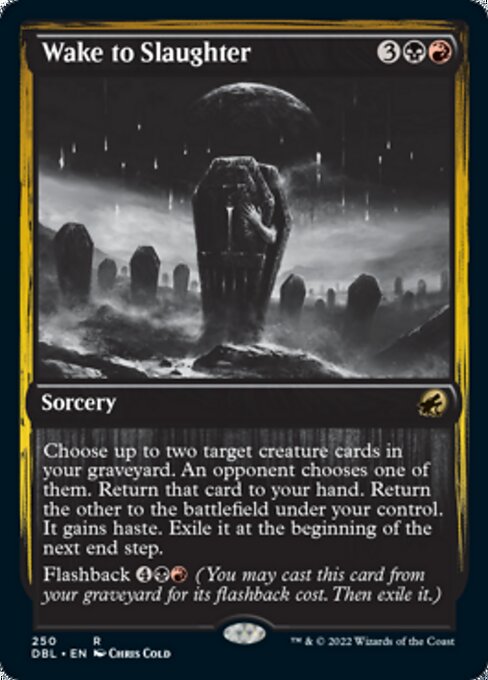 Wake to Slaughter 3
Sorcery
Choose up to two target creature cards in
your graveyard. An opponent chooses one of
them. Return that card to your hand. Return
the other to the battlefield under your control.
It gains haste. Exile it at the beginning of the
next end step.
Flashback 4 (You may cast this card from
your graveyard for its flashback cost. Then exile it.)
250 R
DBL • EN Chris Cold
™ & © 2022 Wizards of the Coast